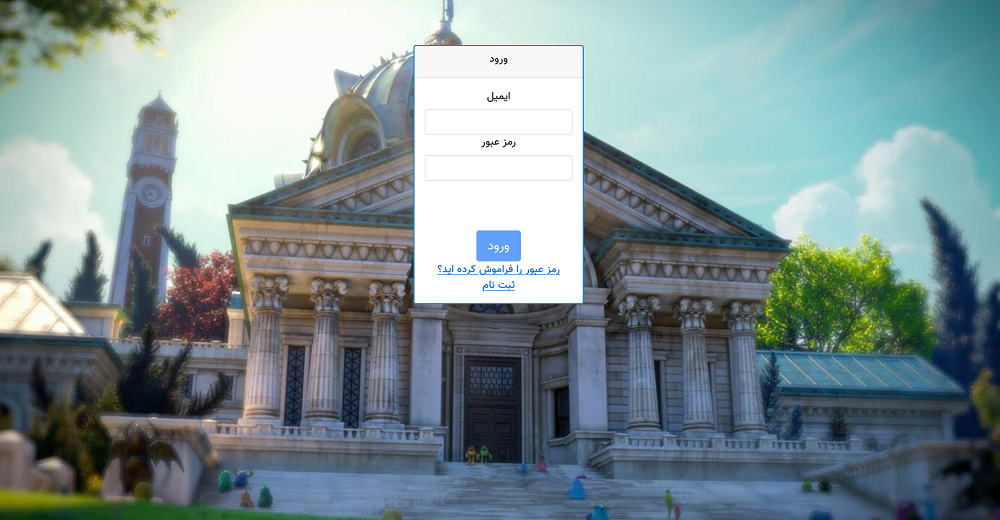 ورود
ایمیل
رمز عبور
ورود
رمز عبور را فراموش کرده اید؟
ثبت نام